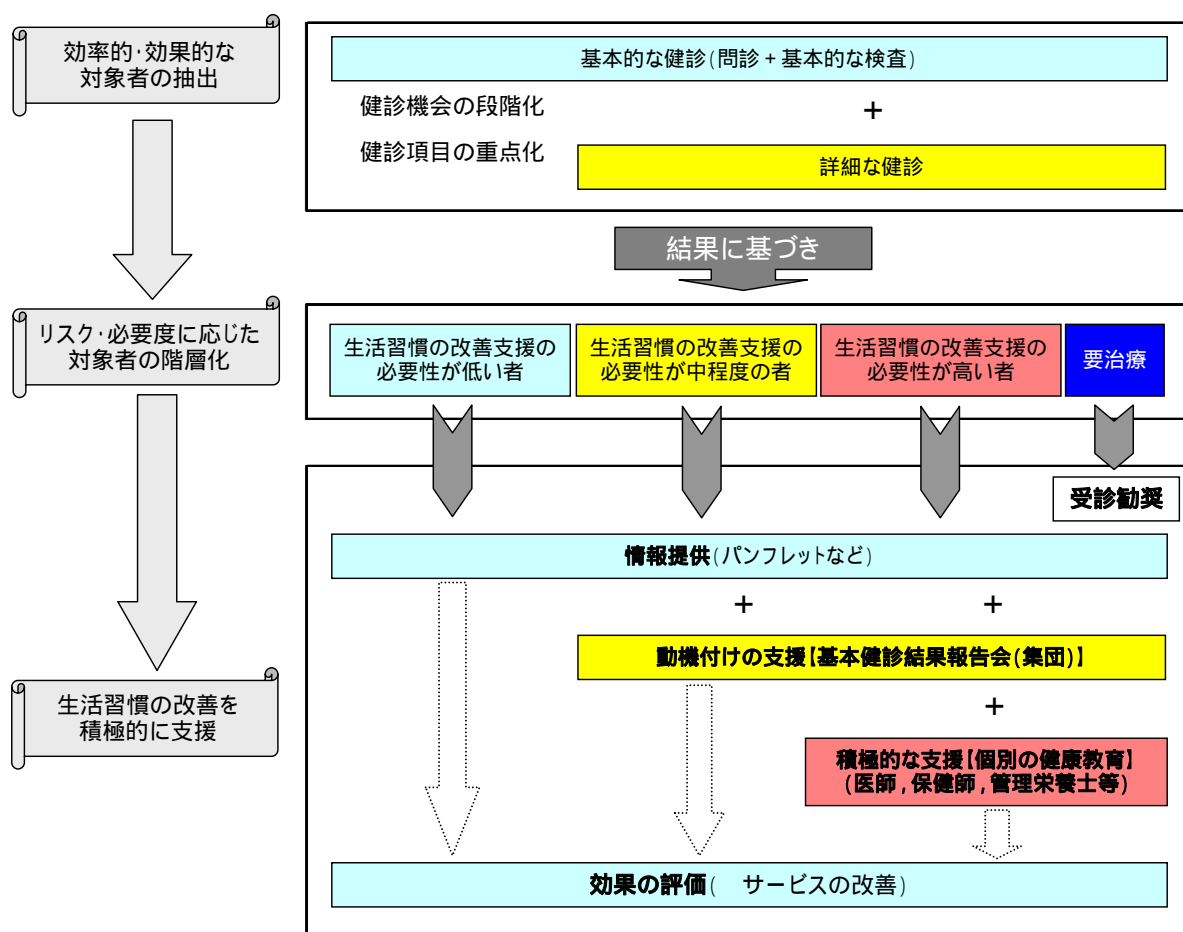 効率的・効果的な
対象者の抽出
基本的な健診(問診+基本的な検査)
健診機会の段階化
+
健診項目の重点化
詳細な健診
結果に基づき
リスク・必要度に応じた
対象者の階層化
生活習慣の改善支援の
必要性が低い者
生活習慣の改善支援の
必要性が中程度の者
生活習慣の改善支援の
必要性が高い者
要治療
受診勧奨
情報提供(パンフレットなど)
+
+
動機付けの支援【基本健診結果報告会(集団)】
生活習慣の改善を
積極的に支援
+
積極的な支援【個別の健康教育】
(医師,保健師,管理栄養士等)
効果の評価(　サービスの改善)